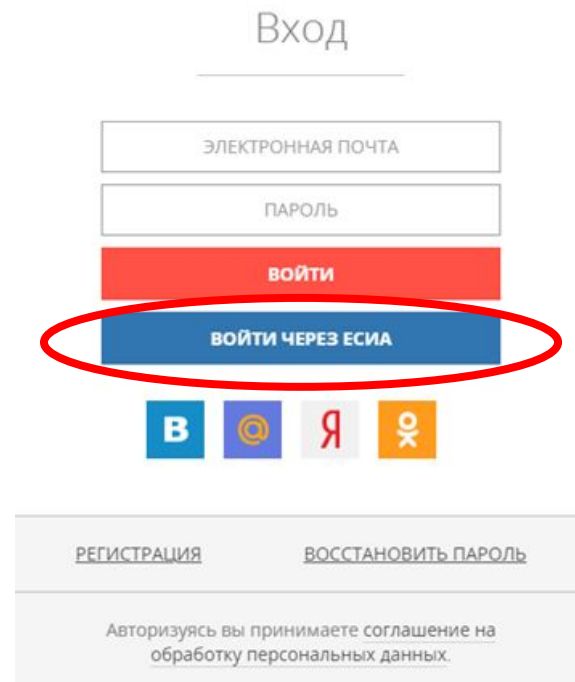 Вход
ЭЛЕКТРОННАЯ ПОЧТА
ПАРОЛЬ
ВОЙТИ
ВОЙТИ ЧЕРЕЗ ЕСИА
В @ Я
РЕГИСТРАЦИЯ ВОССТАНОВИТЬ ПАРОЛЬ
Авторизуясь вы принимаете соглашение на
обработку персональных данных.